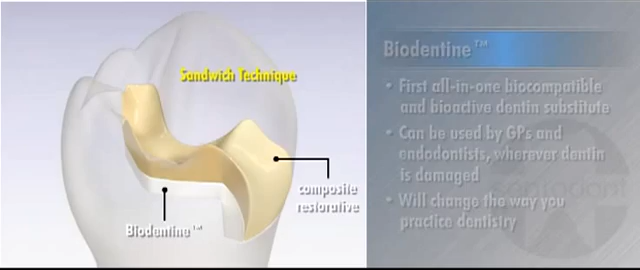 Sandwich Technique
composite
restorative
Biodentine™
Biodentine™
• First all-in-one biocompatible
and bioactive dentin substitute
• Can be used by GPs and
endodontists, wherever dentin
is damaged
• Will change the way you
practice dentistry